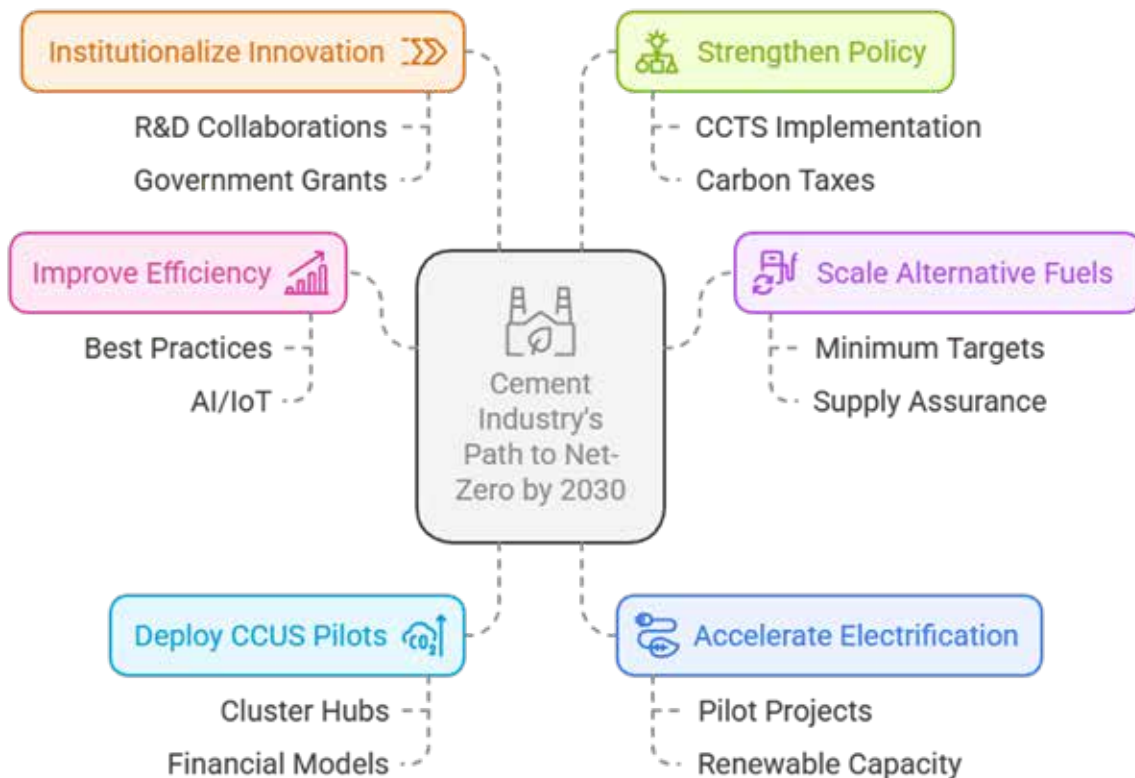 Institutionalize Innovation
R&D Collaborations
Government Grants
Strengthen Policy
CCTS Implementation
Carbon Taxes
Improve Efficiency
Best Practices
AI/IoT
Scale Alternative Fuels
Minimum Targets
Supply Assurance
Cement
Industry's
Path to Net-
Zero by 2030
Deploy CCUS Pilots
CO2
Cluster Hubs
Financial Models
Accelerate Electrification
Pilot Projects
Renewable Capacity